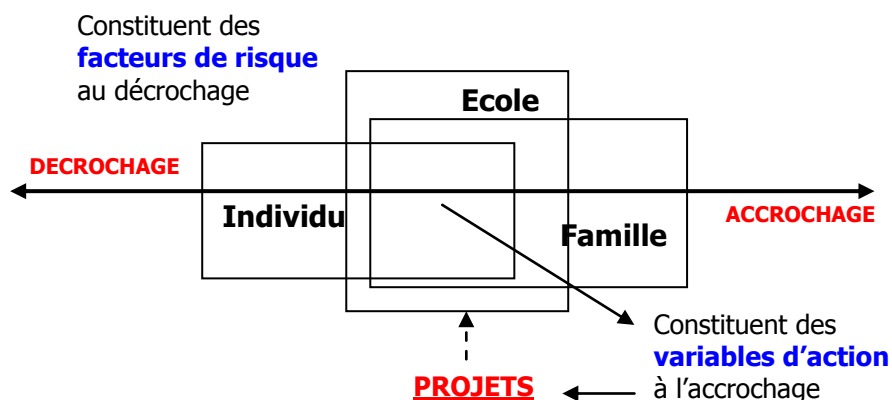 Constituent des
facteurs de risque
au décrochage
Ecole
DECROCHAGE
Individu
ACCROCHAGE
Famille
Constituent des
variables d’action
à l’accrochage
PROJETS